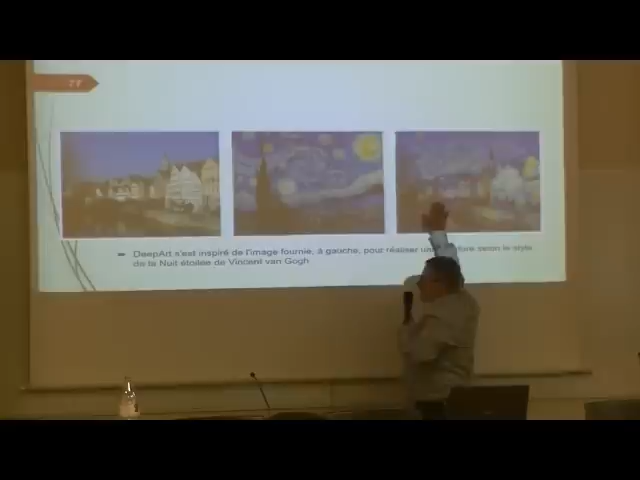 27
DeepArt s'est inspiré de l'image fournie, à gauche, pour réaliser selon le style
de la Nuit étoilée de Vincent van Gogh